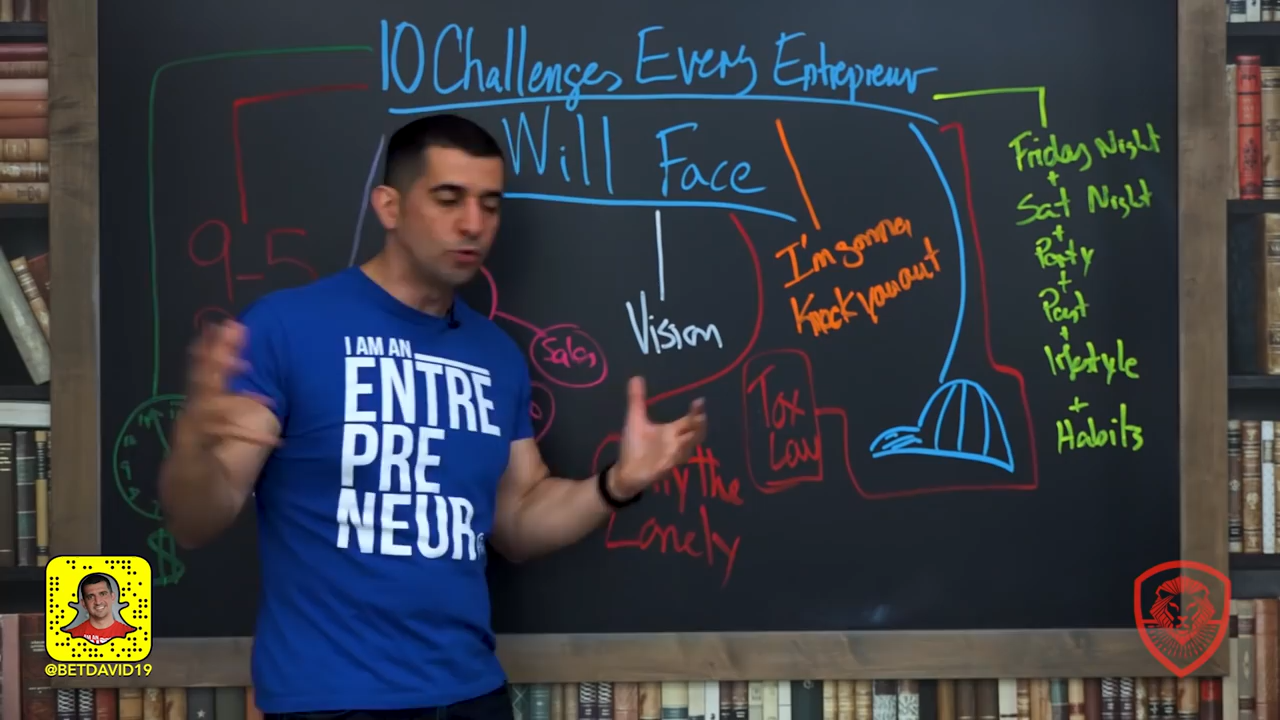 10 Challenges Every Entrepreur
Will Face
9-5
Sales
Vision
I'm gonna
Knock you out
Friday Night
+
Sat Night
+
Party
+
Past
+
lifestyle
+
Habits
Tax
Law
the
Lonely
$
I AM AN
ENTRE
PRE
NEUR
@BETDAVID19